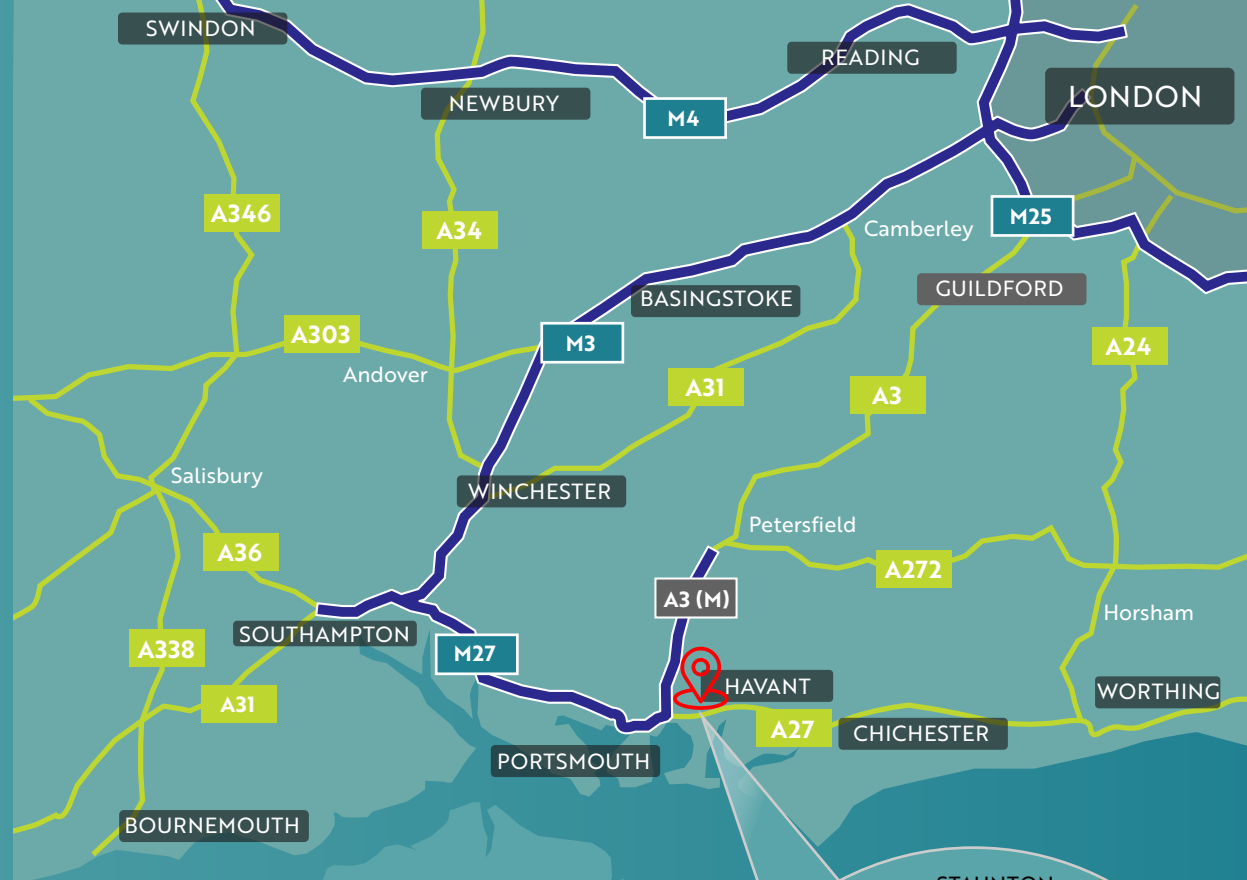 SWINDON
READING
NEWBURY
LONDON
M4
A346
A34
M25
Camberley
BASINGSTOKE
GUILDFORD
A303
M3
A24
Andover
A31
A3
Salisbury
WINCHESTER
Petersfield
A36
A272
A3 (M)
Horsham
SOUTHAMPTON
A338
M27
HAVANT
WORTHING
A31
A27
CHICHESTER
PORTSMOUTH
BOURNEMOUTH
STAUNTON